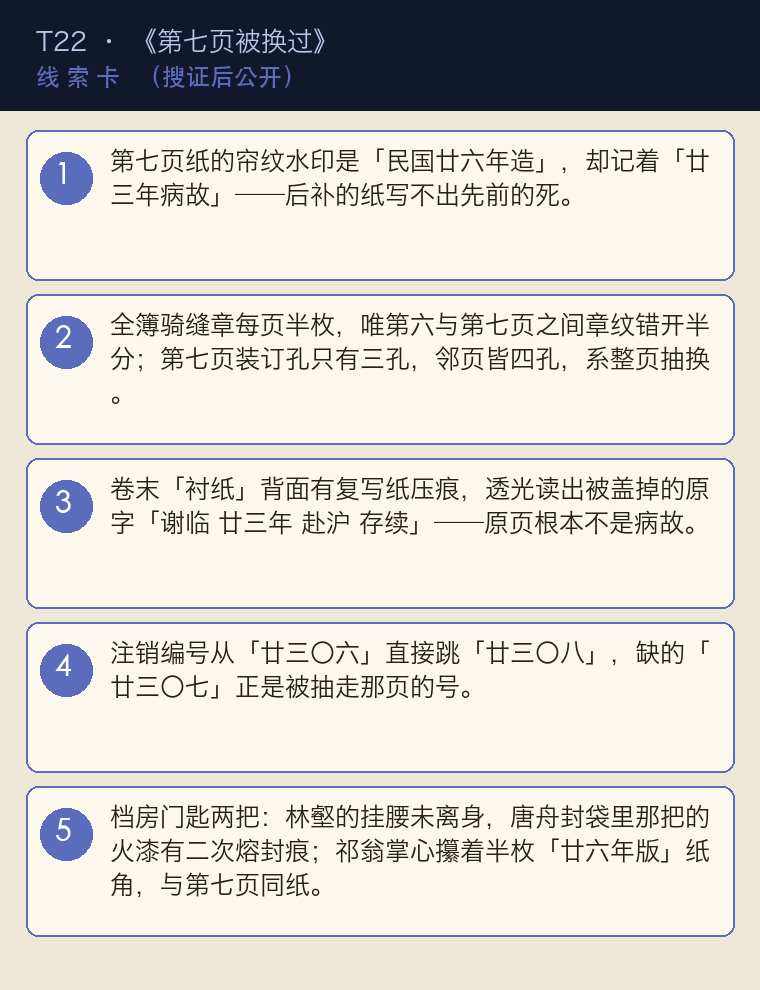 T22 · 《第七页被换过》
线索卡 （搜证后公开）
1
第七页纸的帘纹水印是「民国廿六年造」，却记着「廿
三年病故」——后补的纸写不出先前的死。
2
全簿骑缝章每页半枚，唯第六与第七页之间章纹错开半
分；第七页装订孔只有三孔，邻页皆四孔，系整页抽换
。
3
卷末「衬纸」背面有复写纸压痕，透光读出被盖掉的原
字「谢临 廿三年 赴沪 存续」——原页根本不是病故。
4
注销编号从「廿三〇六」直接跳「廿三〇八」，缺的「
廿三〇七」正是被抽走那页的号。
5
档房门匙两把：林壑的挂腰未离身，唐舟封袋里那把的
火漆有二次熔封痕；祁翁掌心攥着半枚「廿六年版」纸
角，与第七页同纸。